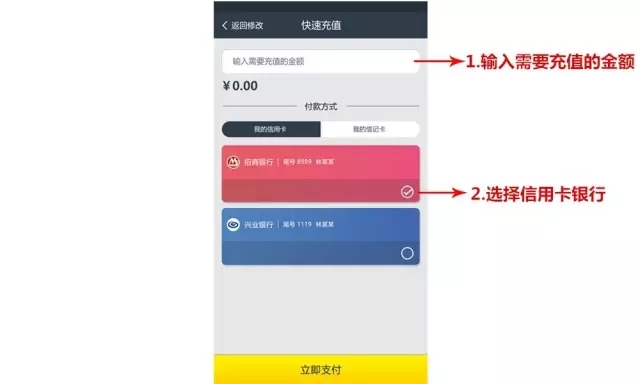 返回修改
快速充值
输入需要充值的金额
1.输入需要充值的金额
￥0.00
付款方式
我的信用卡
我的借记卡
招商银行 | 尾号 8989 林某某
2.选择信用卡银行
兴业银行 | 尾号 1119 林某某
立即支付